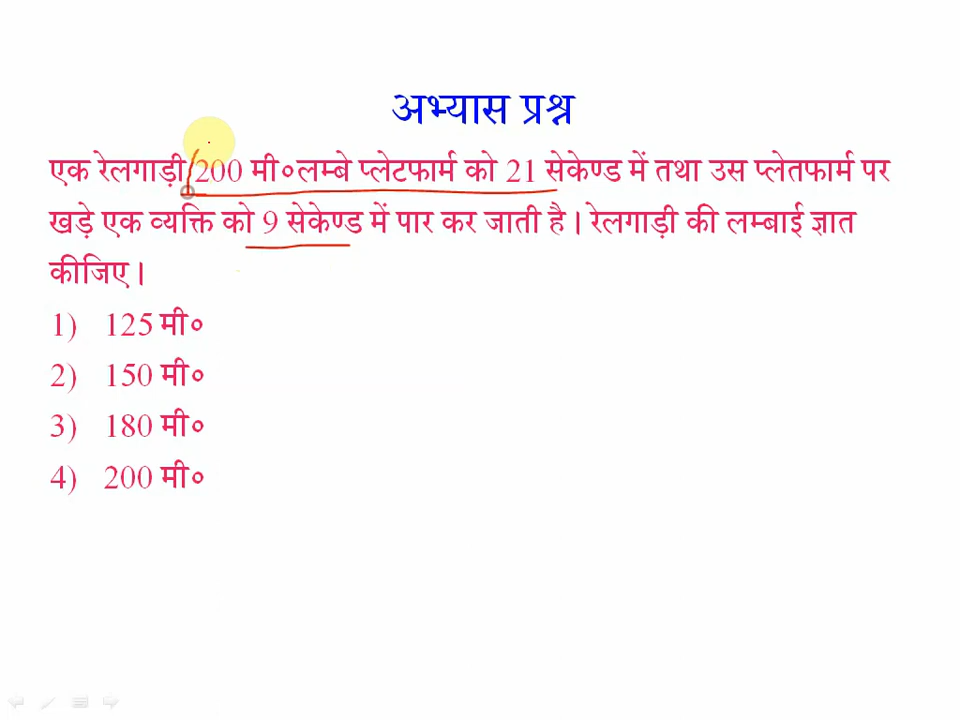 अभ्यास प्रश्न
एक रेलगाड़ी 200 मी०लम्बे प्लेटफार्म को 21 सेकेण्ड में तथा उस प्लेतफार्म पर
खड़े एक व्यक्ति को 9 सेकेण्ड में पार कर जाती है। रेलगाड़ी की लम्बाई ज्ञात
कीजिए।
1) 125 मी०
2) 150 मी०
3) 180 मी०
4) 200 मी०